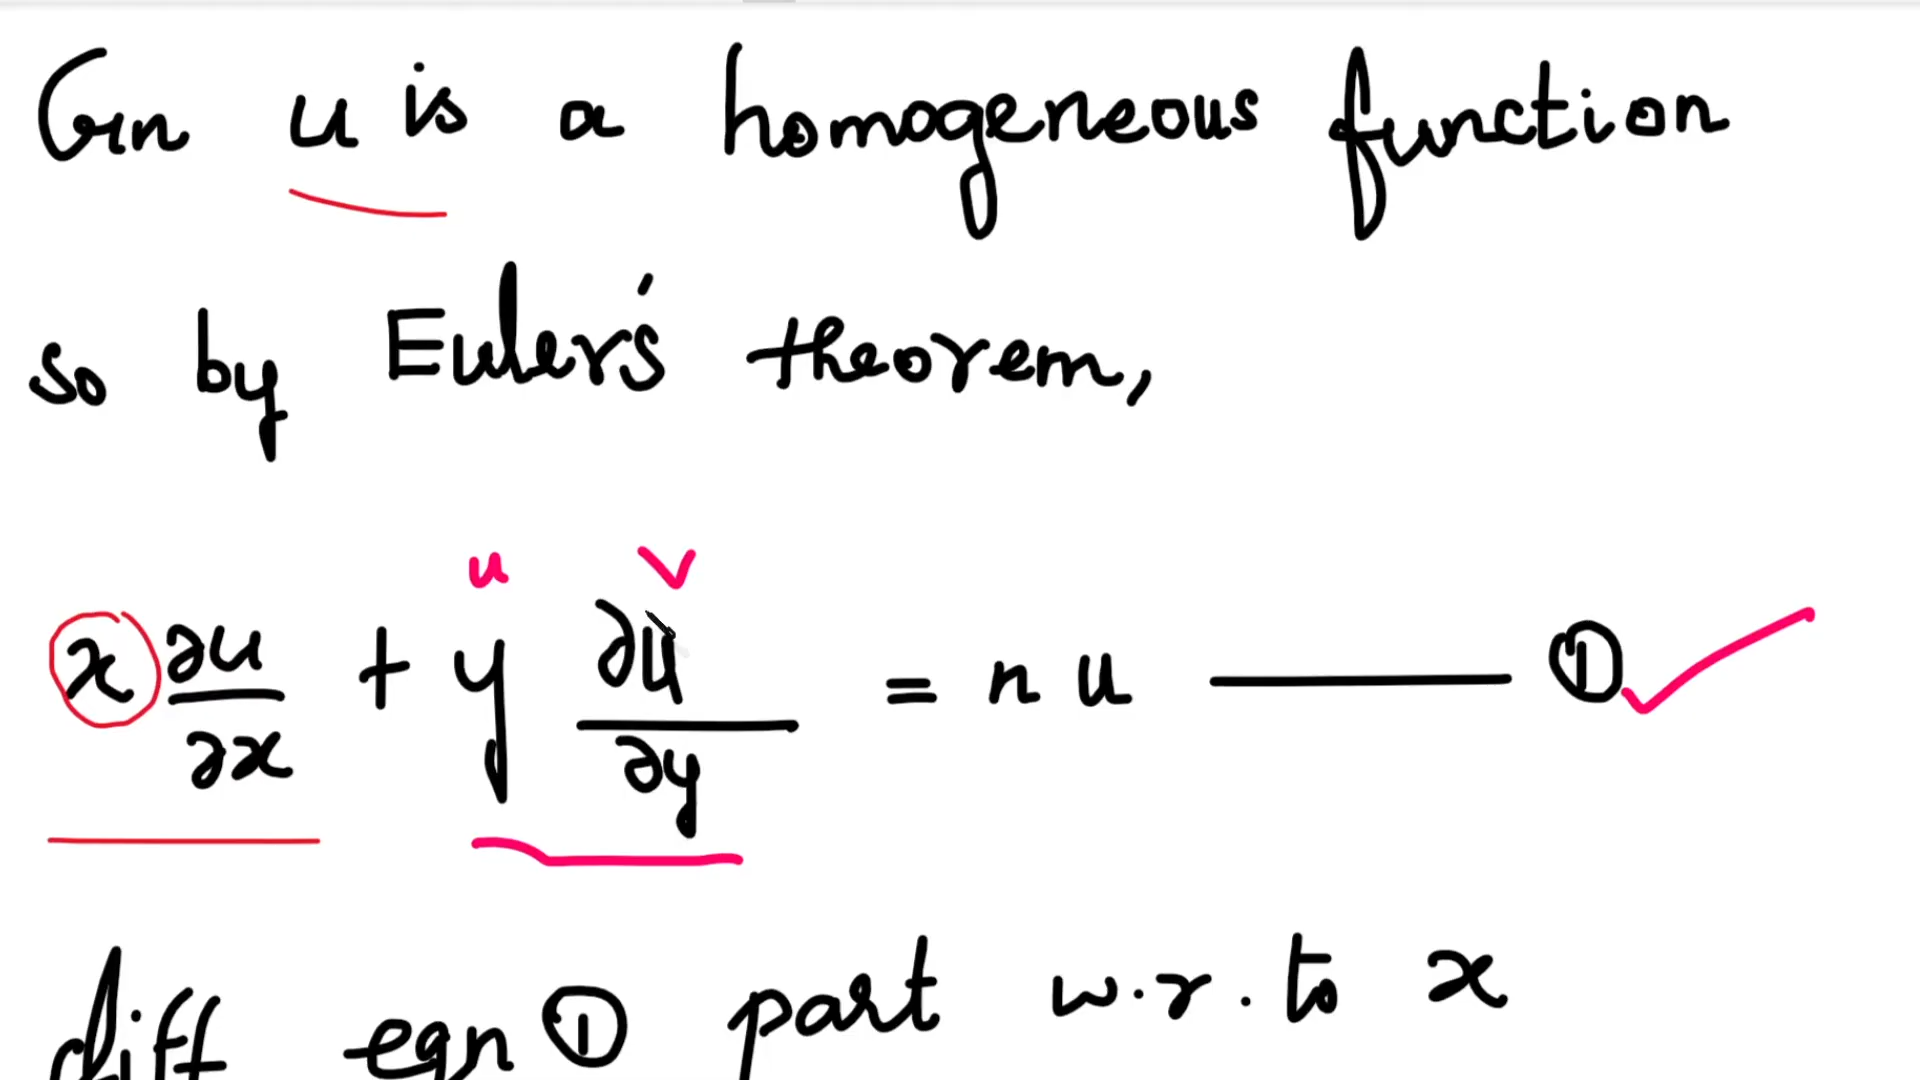 Gn u is a homogeneous function
so by Euler's theorem,
u v
x ∂u/∂x + y ∂u/∂y = n u ——— ①
diff eqn ① part w.r.to x